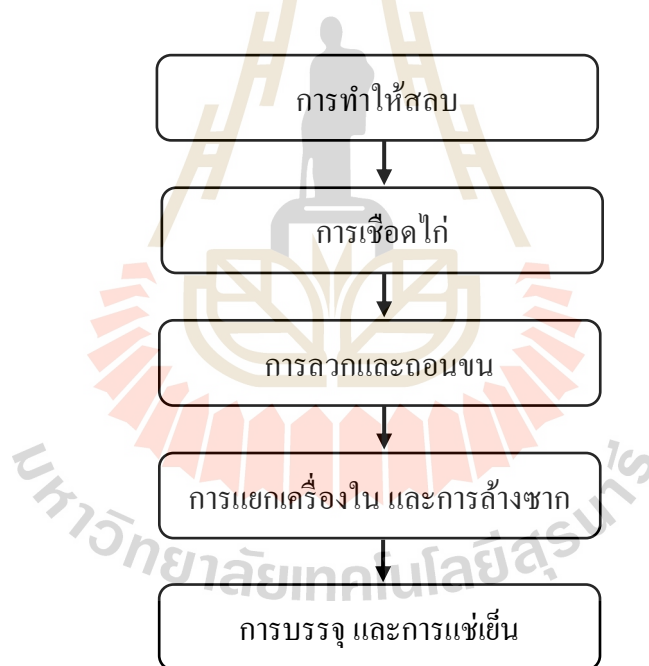 การทำให้สลบ
การเชือดไก่
การลวกและถอนขน
การแยกเครื่องใน และการล้างซาก
การบรรจุ และการแช่เย็น
มหาวิทยาลัยเทคโนโลยีสุรนารี